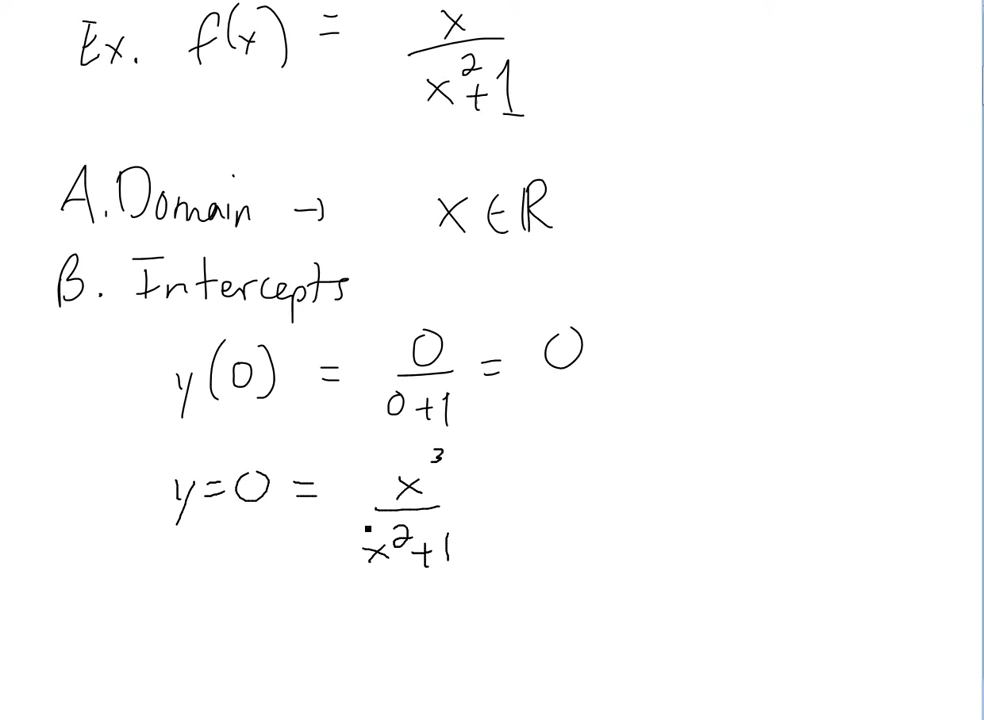 Ex. f(x) = x/(x²+1)
A. Domain → x ∈ ℝ
B. Intercepts
y(0) = 0/(0+1) = 0
y=0 = x³/(x²+1)